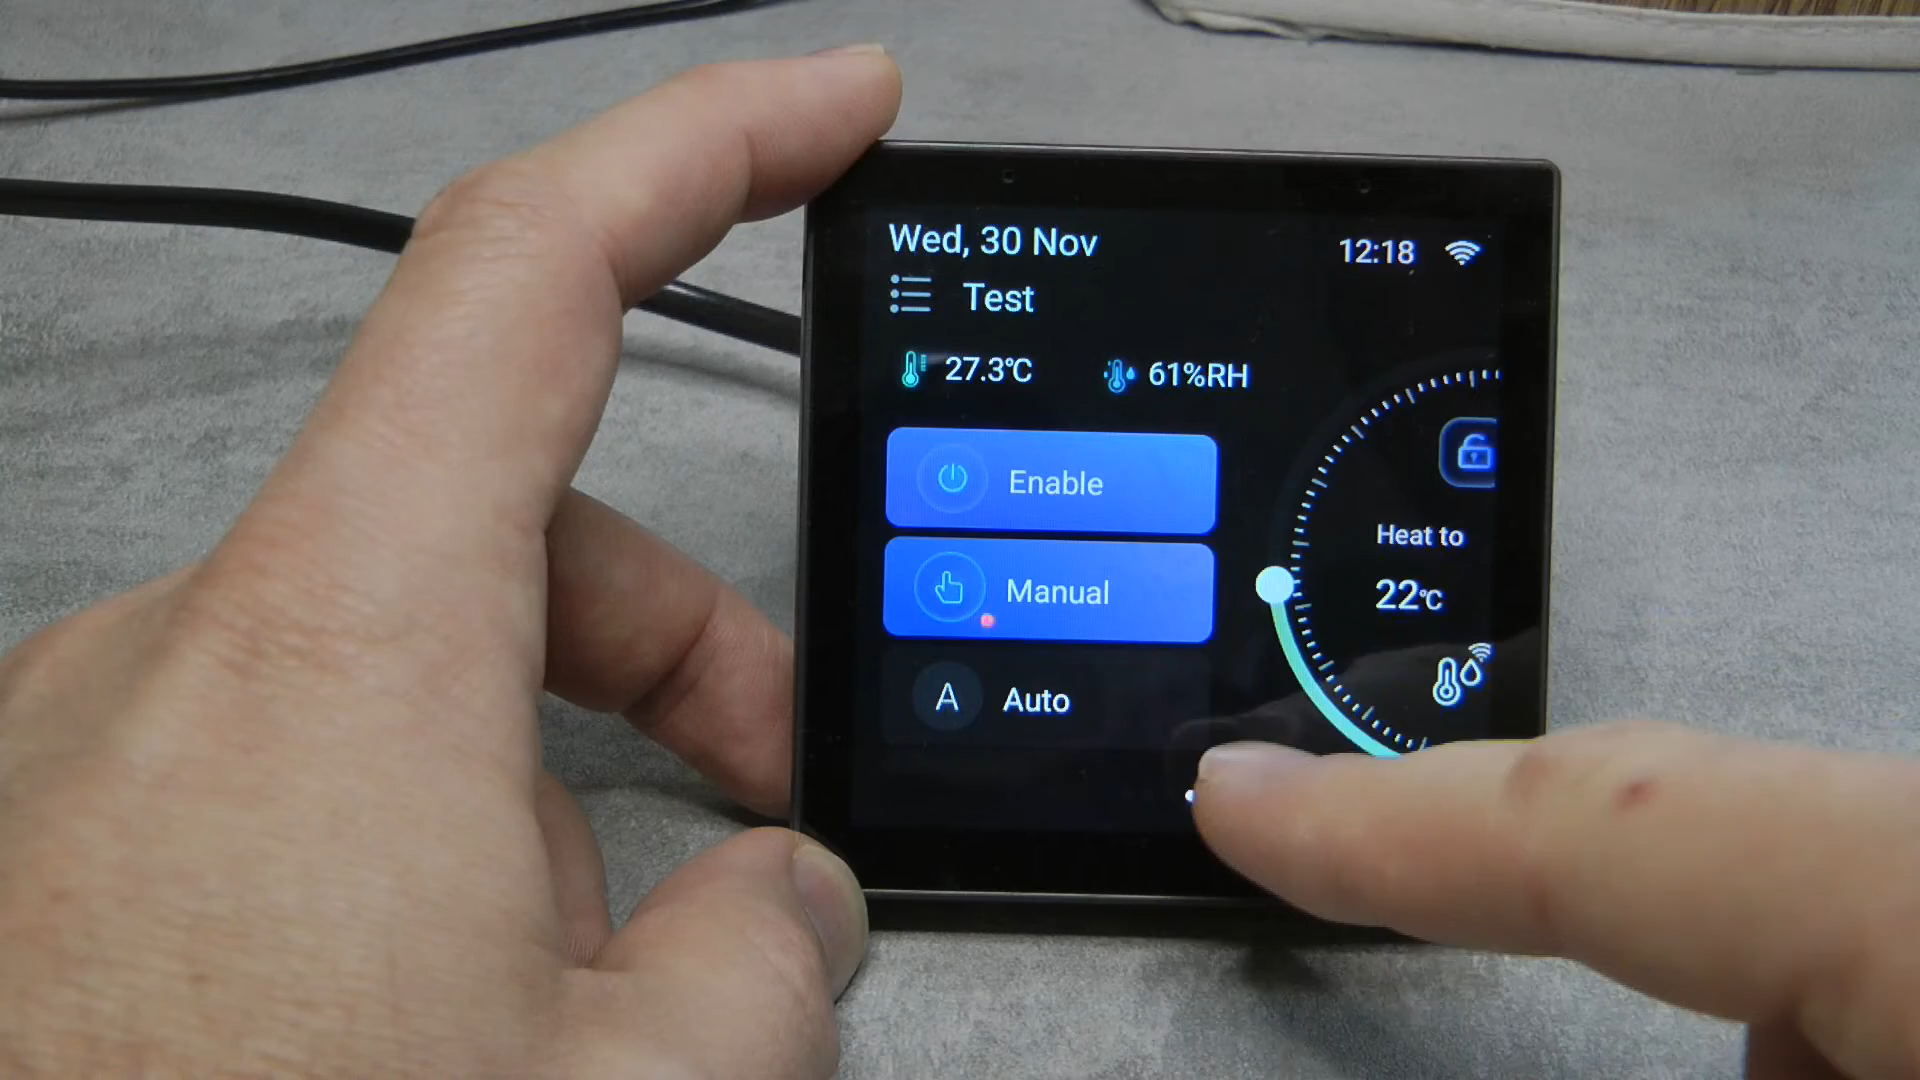 Wed, 30 Nov
12:18
Test
27.3℃
61%RH
Enable
Manual
A Auto
Heat to
22℃